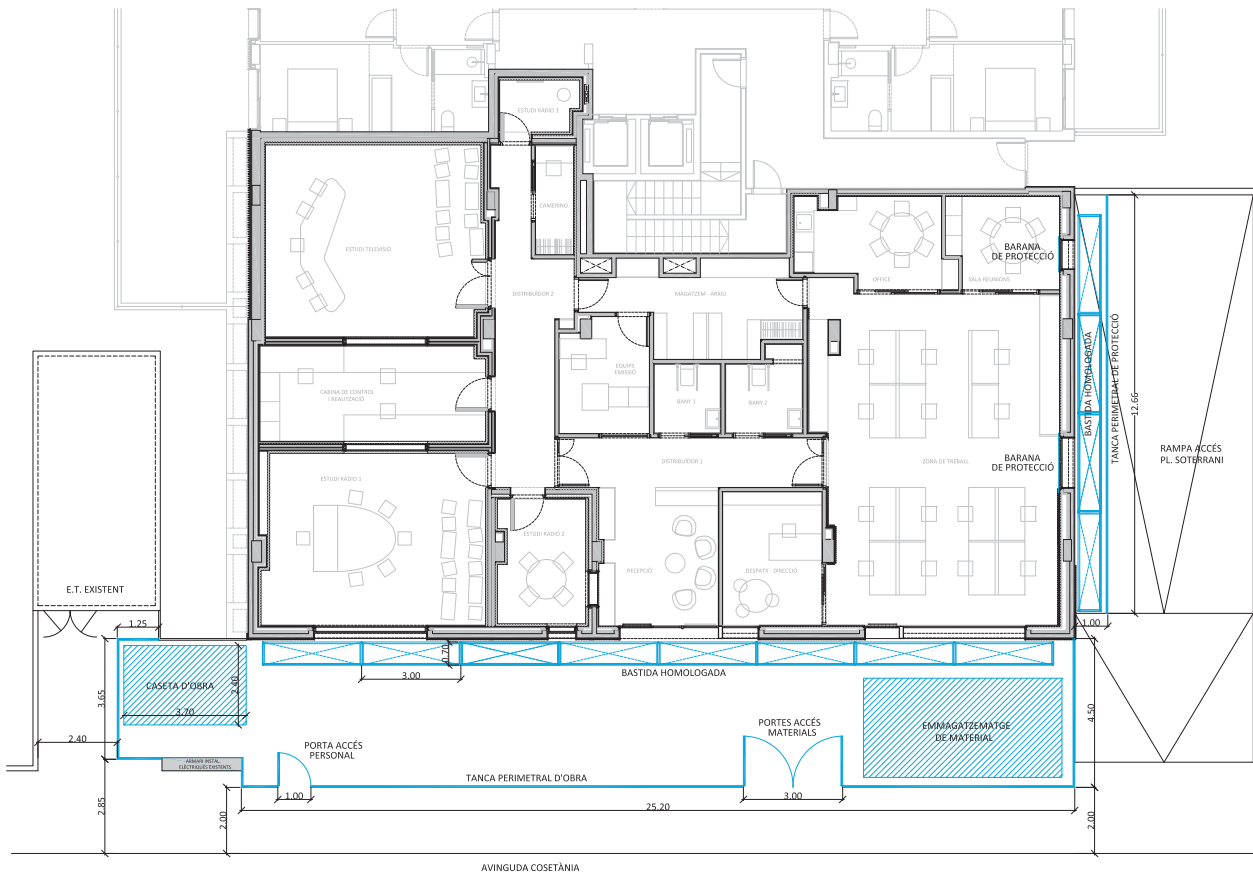 ESTUDI RÀDIO 3
CAMERINO
ESTUDI TELEVISIÓ
BARANA
DE PROTECCIÓ
OFFICE
SALA REUNIONS
DISTRIBUÏDOR 2
MAGATZEM - ARXIU
EQUIPS
EMISSIÓ
BANY 1
BANY 2
CABINA DE CONTROL
I REALITZACIÓ
BASTIDA HOMOLOGADA
TANCA PERIMETRAL DE PROTECCIÓ
12.66
RAMPA ACCÉS
PL. SOTERRANI
BARANA
DE PROTECCIÓ
DISTRIBUÏDOR 1
ZONA DE TREBALL
ESTUDI RÀDIO 1
ESTUDI RÀDIO 2
RECEPCIÓ
DESPATX - DIRECCIÓ
E.T. EXISTENT
1.25
1.00
CASETA D'OBRA
2.40
3.70
3.65
2.40
0.70
3.00
BASTIDA HOMOLOGADA
EMMAGATZEMATGE
DE MATERIAL
4.50
PORTA ACCÉS
PERSONAL
PORTES ACCÉS
MATERIALS
ARMARI INSTAL.
ELÈCTRIQUES EXISTENTS
TANCA PERIMETRAL D'OBRA
1.00
3.00
25.20
2.85
2.00
2.00
AVINGUDA COSETÀNIA